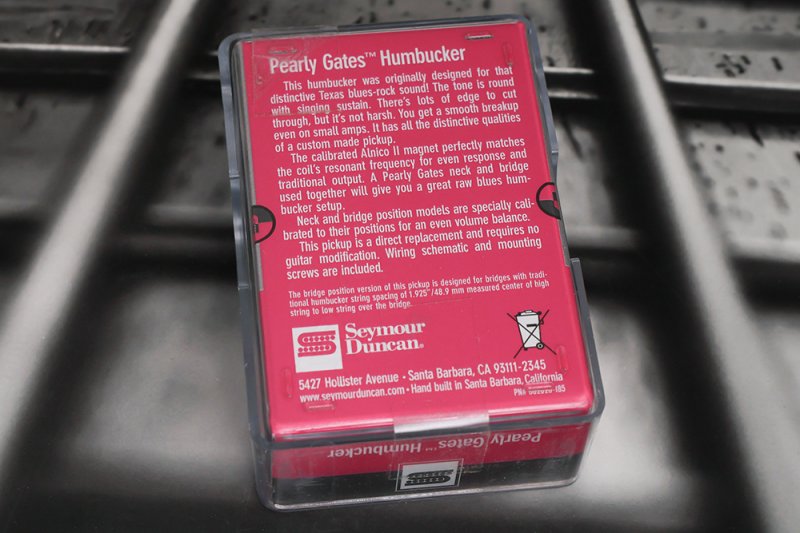 Pearly Gates™ Humbucker
This humbucker was originally designed for that
distinctive Texas blues-rock sound! The tone is round
with singing sustain. There's lots of edge to cut
through, but it's not harsh. You get a smooth breakup
even on small amps. It has all the distinctive qualities
of a custom made pickup.
The calibrated Alnico II magnet perfectly matches
the coil's resonant frequency for even response and
traditional output. A Pearly Gates neck and bridge
used together will give you a great raw blues hum-
bucker setup.
Neck and bridge position models are specially cali-
brated to their positions for an even volume balance.
This pickup is a direct replacement and requires no
guitar modification. Wiring schematic and mounting
screws are included.
The bridge position version of this pickup is designed for bridges with tradi-
tional humbucker string spacing of 1.925"/48.9 mm measured center of high
string to low string over the bridge.
Seymour
Duncan®
5427 Hollister Avenue • Santa Barbara, CA 93111-2345
www.seymourduncan.com • Hand built in Santa Barbara, California
PN#
Pearly Gates™ Humbucker